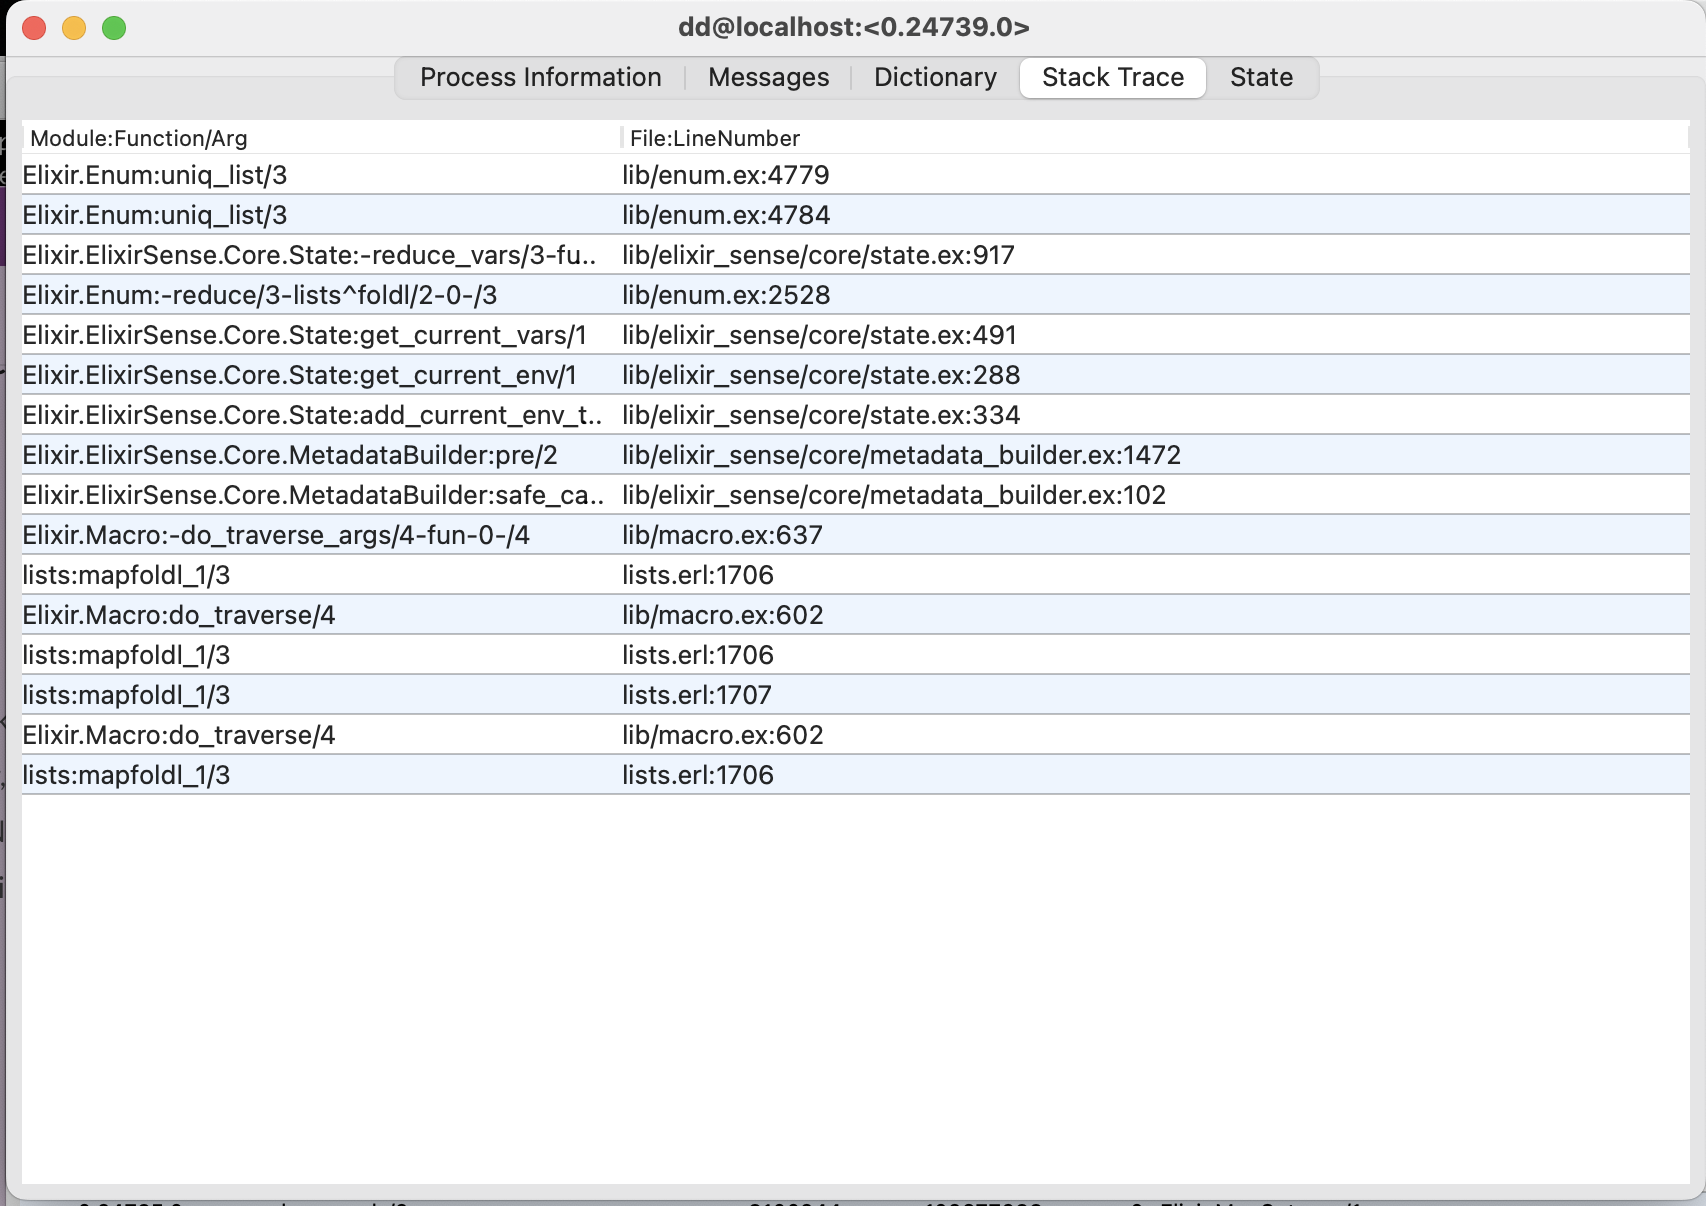 dd@localhost:<0.24739.0>
Process Information Messages Dictionary Stack Trace State
Module:Function/Arg File:LineNumber
Elixir.Enum:uniq_list/3 lib/enum.ex:4779
Elixir.Enum:uniq_list/3 lib/enum.ex:4784
Elixir.ElixirSense.Core.State:-reduce_vars/3-fu.. lib/elixir_sense/core/state.ex:917
Elixir.Enum:-reduce/3-lists^foldl/2-0-/3 lib/enum.ex:2528
Elixir.ElixirSense.Core.State:get_current_vars/1 lib/elixir_sense/core/state.ex:491
Elixir.ElixirSense.Core.State:get_current_env/1 lib/elixir_sense/core/state.ex:288
Elixir.ElixirSense.Core.State:add_current_env_t.. lib/elixir_sense/core/state.ex:334
Elixir.ElixirSense.Core.MetadataBuilder:pre/2 lib/elixir_sense/core/metadata_builder.ex:1472
Elixir.ElixirSense.Core.MetadataBuilder:safe_ca.. lib/elixir_sense/core/metadata_builder.ex:102
Elixir.Macro:-do_traverse_args/4-fun-0-/4 lib/macro.ex:637
lists:mapfoldl_1/3 lists.erl:1706
Elixir.Macro:do_traverse/4 lib/macro.ex:602
lists:mapfoldl_1/3 lists.erl:1706
lists:mapfoldl_1/3 lists.erl:1707
Elixir.Macro:do_traverse/4 lib/macro.ex:602
lists:mapfoldl_1/3 lists.erl:1706